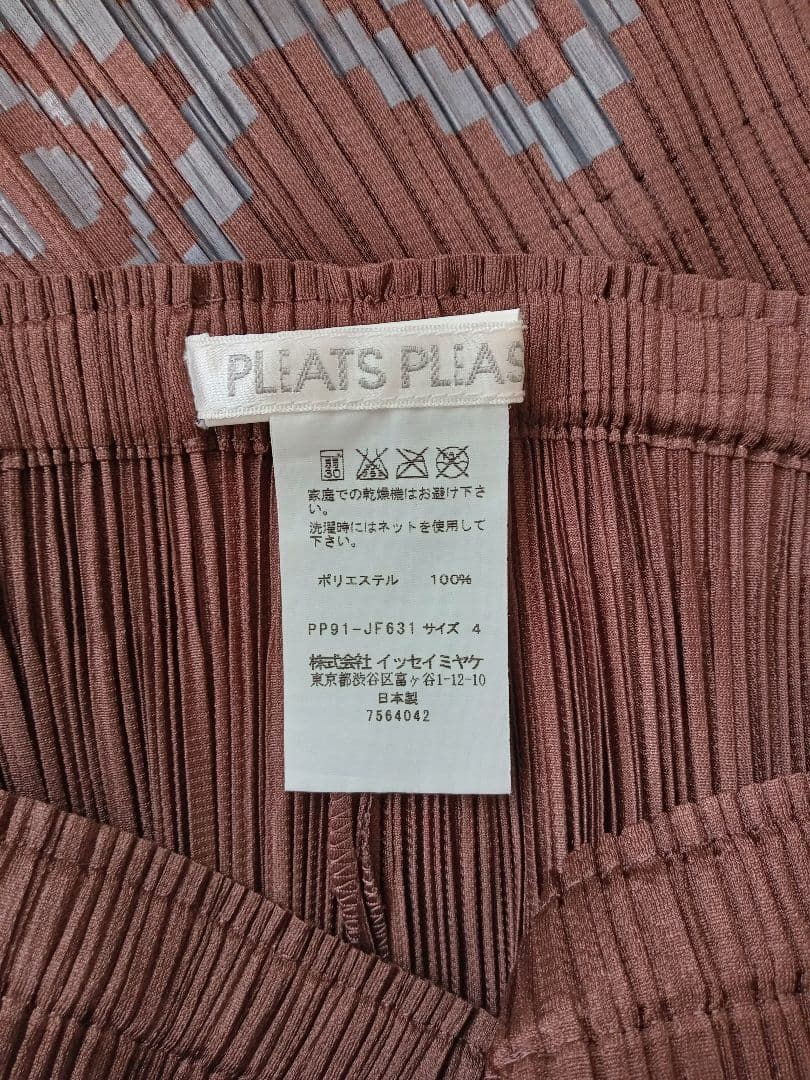 PLEATS PLEAS
30
家庭での乾燥機はお避け下さ
い。
洗濯時にはネットを使用して
下さい。
ポリエステル 100%
PP91-JF631 サイズ 4
株式会社 イッセイミヤケ
東京都渋谷区富ヶ谷1-12-10
日本製
7564042